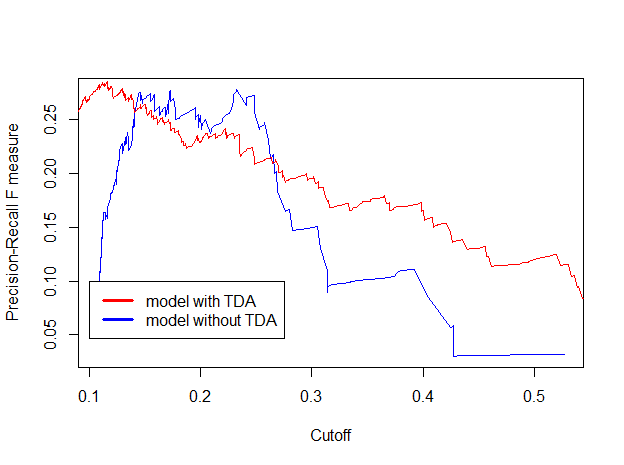 Precision-Recall F measure
0.25
0.20
0.15
0.10
0.05
model with TDA
model without TDA
0.1 0.2 0.3 0.4 0.5
Cutoff